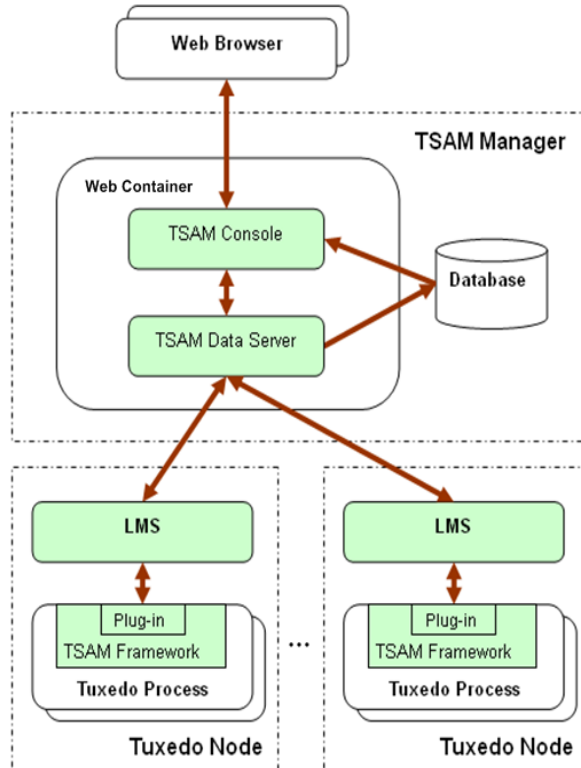 Web Browser
TSAM Manager
Web Container
TSAM Console
Database
TSAM Data Server
LMS
LMS
Plug-in
TSAM Framework
Tuxedo Process
...
Plug-in
TSAM Framework
Tuxedo Process
Tuxedo Node
Tuxedo Node